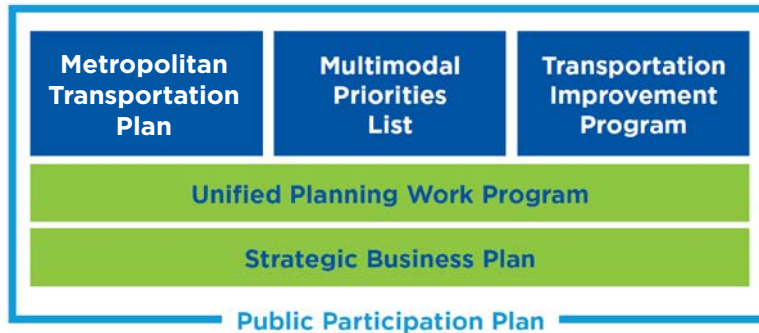 Metropolitan
Transportation
Plan
Multimodal
Priorities
List
Transportation
Improvement
Program
Unified Planning Work Program
Strategic Business Plan
Public Participation Plan